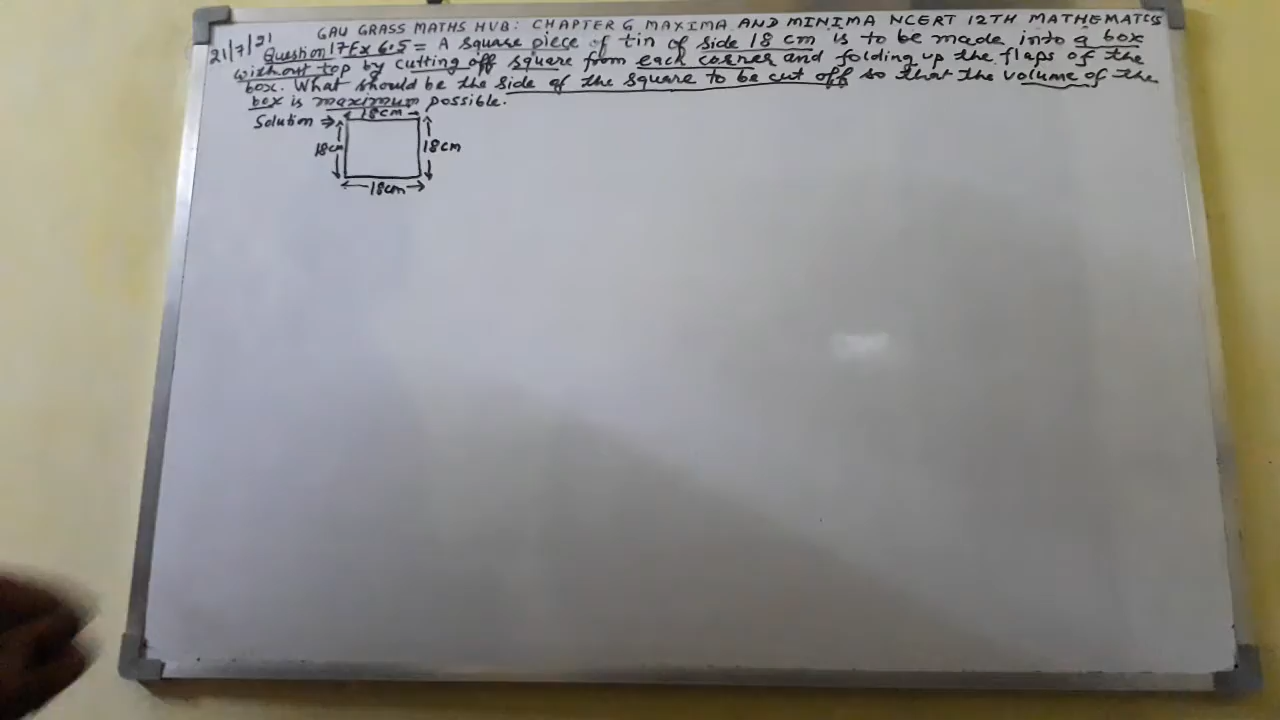 GAU GRASS MATHS HUB: CHAPTER 6 MAXIMA AND MINIMA NCERT 12TH MATHEMATICS
21/7/21 Question 17 Ex 6.5 = A square piece of tin of side 18 cm is to be made into a box
without top by cutting off square from each corner and folding up the flaps of the
box. What should be the side of the square to be cut off so that the volume of the
box is maximum possible.
Solution ⇒
18cm
18cm
18cm
18cm